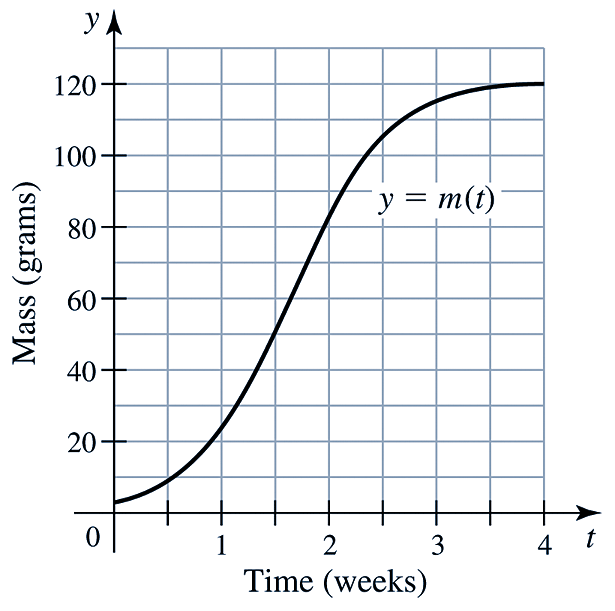 y
120
100
80
60
40
20
0
Mass (grams)
y = m(t)
1 2 3 4 t
Time (weeks)